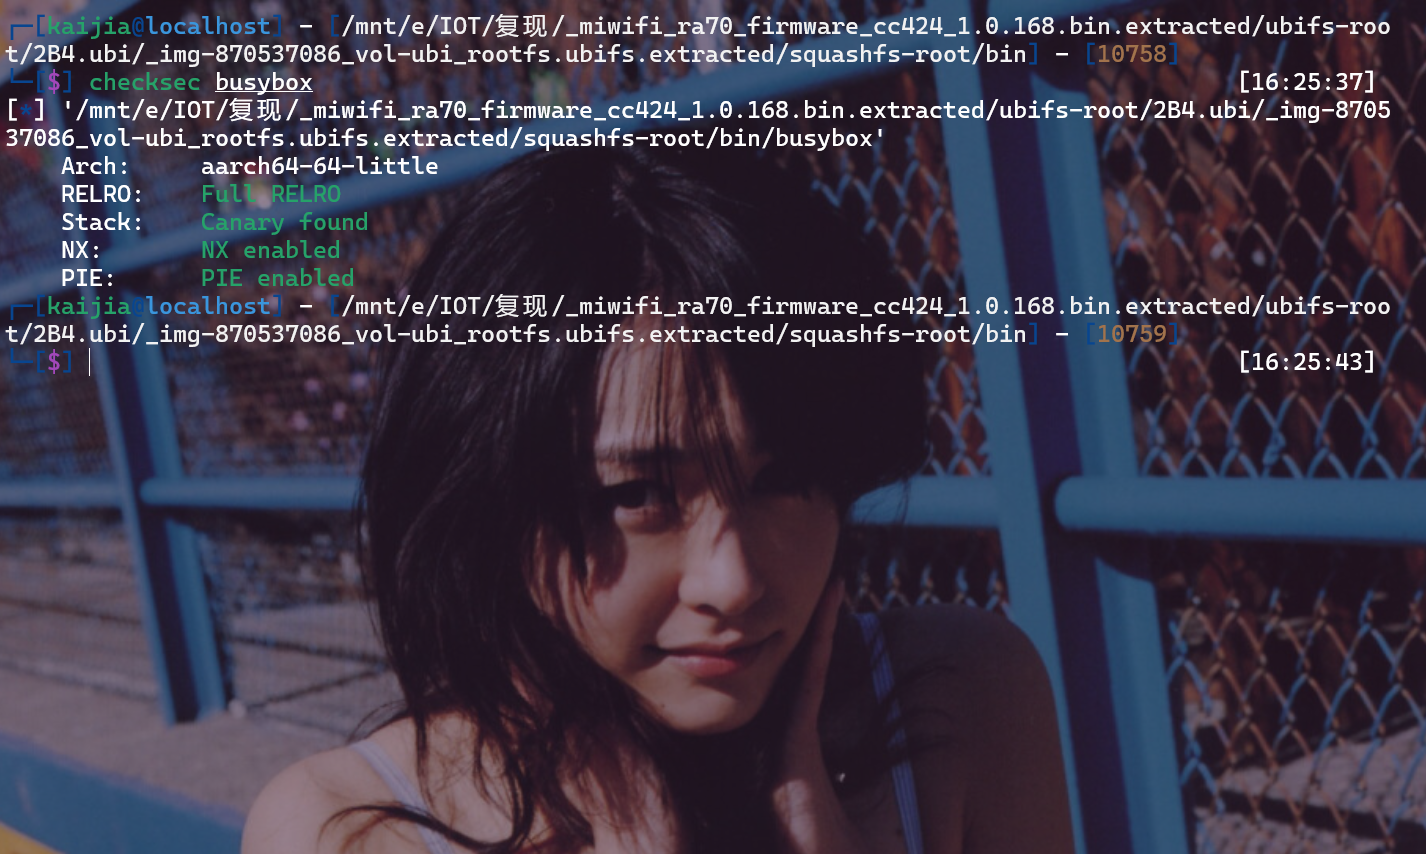 ┌─[kaijia@localhost] - [/mnt/e/IOT/复现/_miwifi_ra70_firmware_cc424_1.0.168.bin.extracted/ubifs-roo
t/2B4.ubi/_img-870537086_vol-ubi_rootfs.ubifs.extracted/squashfs-root/bin] - [10758]
└─[$] checksec busybox [16:25:37]
[*] '/mnt/e/IOT/复现/_miwifi_ra70_firmware_cc424_1.0.168.bin.extracted/ubifs-root/2B4.ubi/_img-8705
37086_vol-ubi_rootfs.ubifs.extracted/squashfs-root/bin/busybox'
Arch: aarch64-64-little
RELRO: Full RELRO
Stack: Canary found
NX: NX enabled
PIE: PIE enabled
┌─[kaijia@localhost] - [/mnt/e/IOT/复现/_miwifi_ra70_firmware_cc424_1.0.168.bin.extracted/ubifs-roo
t/2B4.ubi/_img-870537086_vol-ubi_rootfs.ubifs.extracted/squashfs-root/bin] - [10759]
└─[$] [16:25:43]